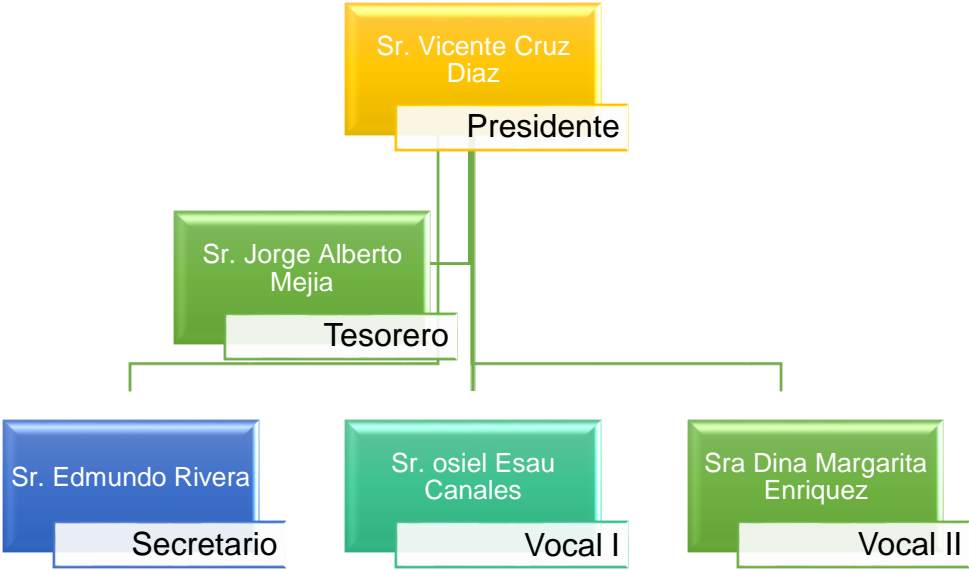 Sr. Vicente Cruz
Diaz
Presidente
Sr. Jorge Alberto
Mejia
Tesorero
Sr. Edmundo Rivera
Secretario
Sr. osiel Esau
Canales
Vocal I
Sra Dina Margarita
Enriquez
Vocal II